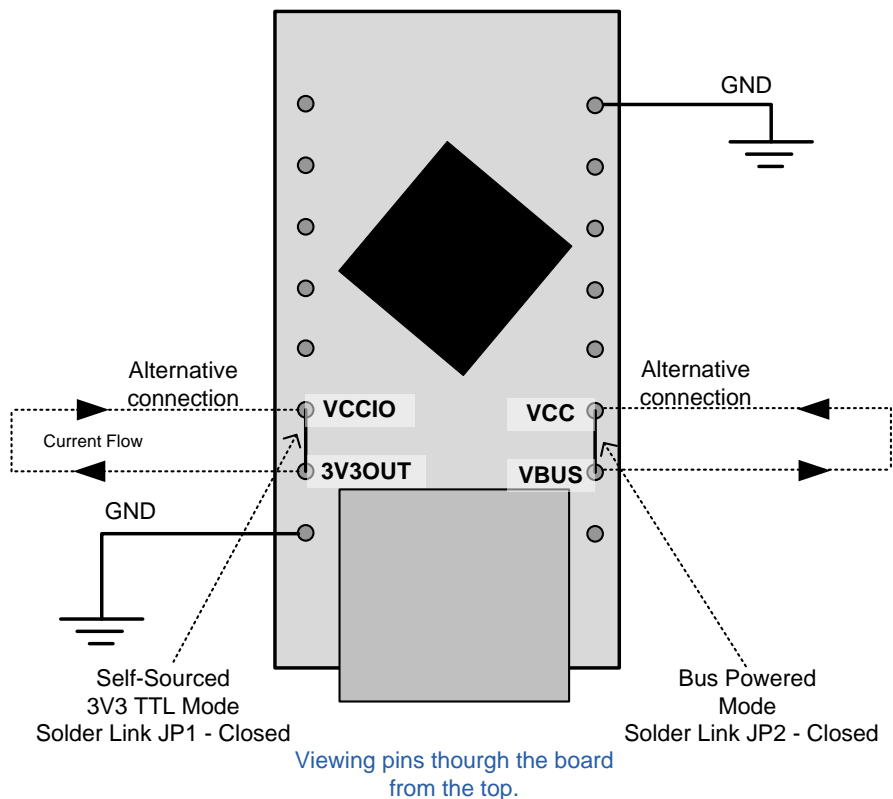 GND
Alternative
connection
Alternative
connection
VCCIO
VCC
Current Flow
3V3OUT
VBUS
GND
Self-Sourced
3V3 TTL Mode
Solder Link JP1 - Closed
Bus Powered
Mode
Solder Link JP2 - Closed
Viewing pins thourgh the board
from the top.